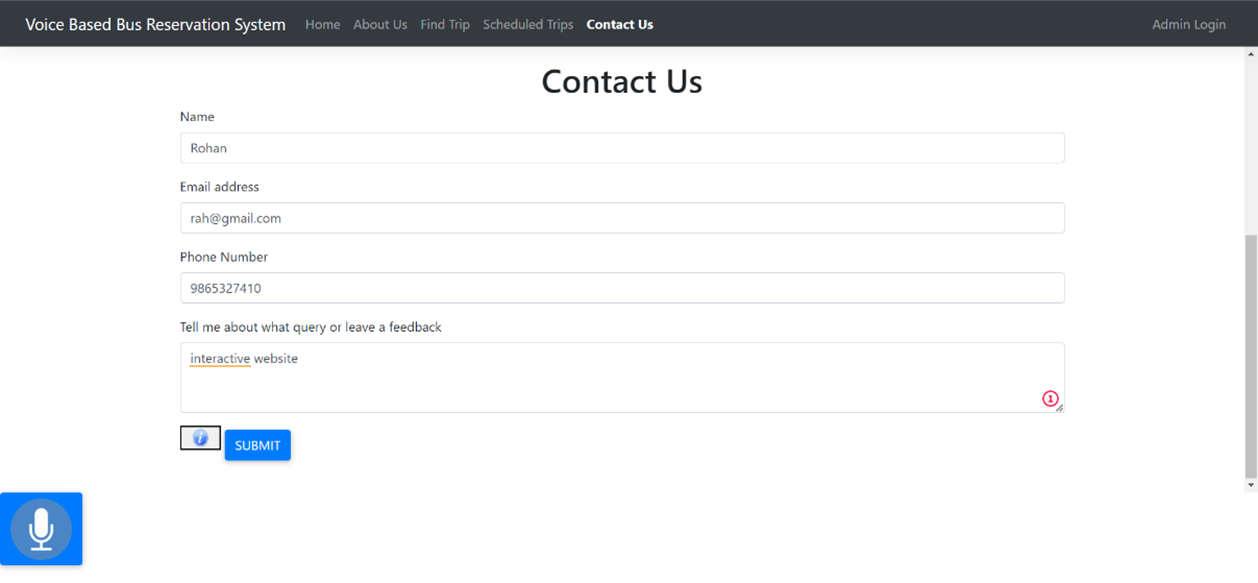 Voice Based Bus Reservation System Home About Us Find Trip Scheduled Trips Contact Us Admin Login
Contact Us
Name
Rohan
Email address
rah@gmail.com
Phone Number
9865327410
Tell me about what query or leave a feedback
interactive website
1
i SUBMIT